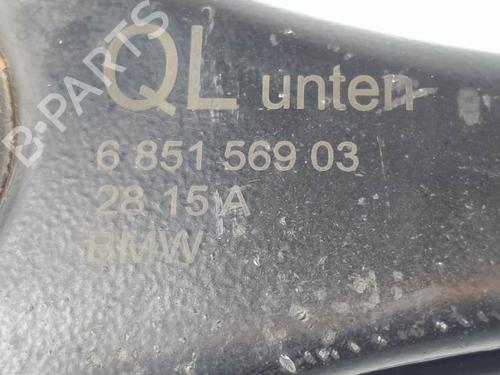 B-PARTS
QL unten
6 851 569 03
28 15 A
BMW